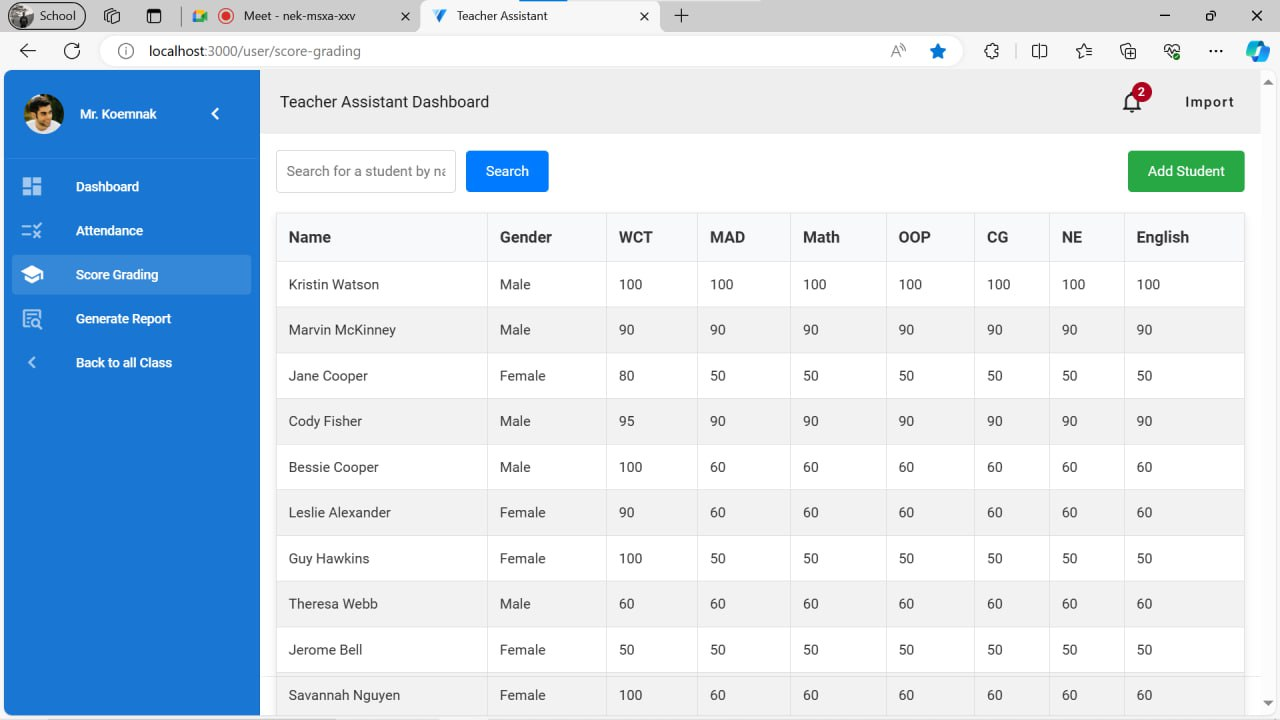 School
Meet - nek-msxa-xxv
Teacher Assistant
localhost:3000/user/score-grading
Mr. Koemnak
Teacher Assistant Dashboard
2
Import
Dashboard
Attendance
Score Grading
Generate Report
Back to all Class
Search for a student by na
Search
Add Student
Name Gender WCT MAD Math OOP CG NE English
Kristin Watson Male 100 100 100 100 100 100 100
Marvin McKinney Male 90 90 90 90 90 90 90
Jane Cooper Female 80 50 50 50 50 50 50
Cody Fisher Male 95 90 90 90 90 90 90
Bessie Cooper Male 100 60 60 60 60 60 60
Leslie Alexander Female 90 60 60 60 60 60 60
Guy Hawkins Female 100 50 50 50 50 50 50
Theresa Webb Male 60 60 60 60 60 60 60
Jerome Bell Female 50 50 50 50 50 50 50
Savannah Nguyen Female 100 60 60 60 60 60 60